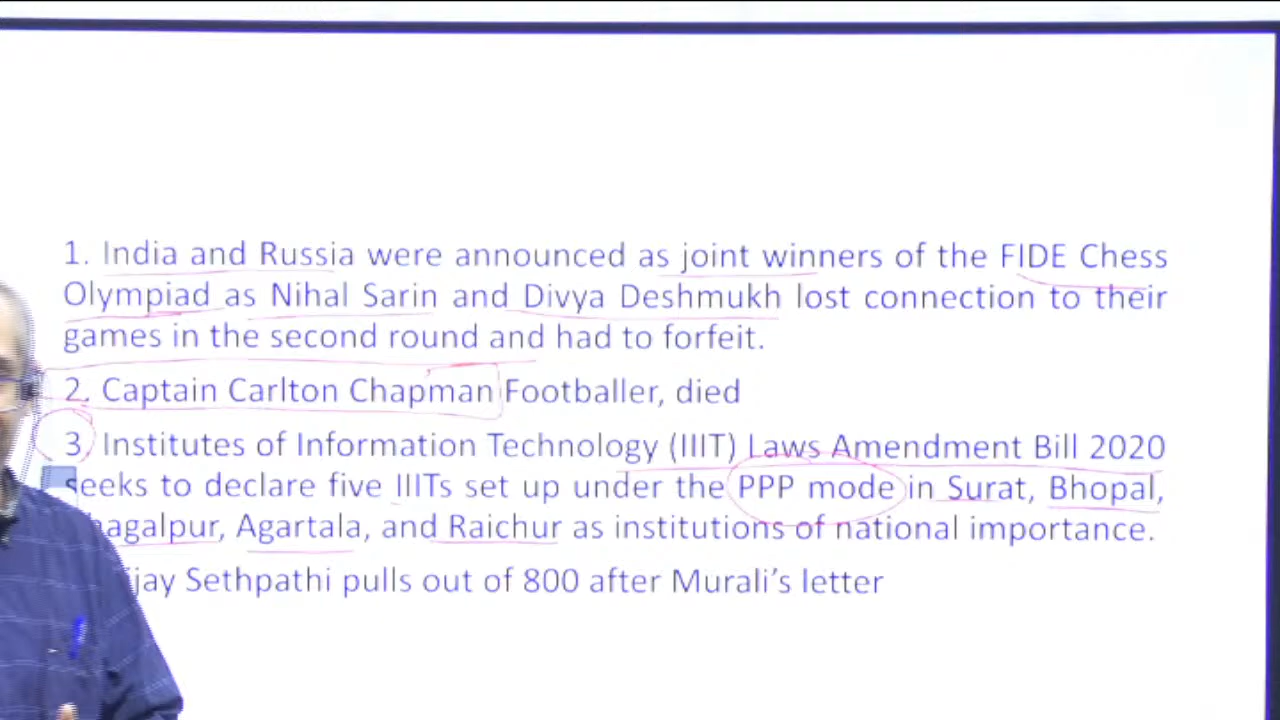 1. India and Russia were announced as joint winners of the FIDE Chess
Olympiad as Nihal Sarin and Divya Deshmukh lost connection to their
games in the second round and had to forfeit.
2. Captain Carlton Chapman Footballer, died
3. Institutes of Information Technology (IIIT) Laws Amendment Bill 2020
seeks to declare five IIITs set up under the PPP mode in Surat, Bhopal,
hagalpur, Agartala, and Raichur as institutions of national importance.
jay Sethpathi pulls out of 800 after Murali's letter